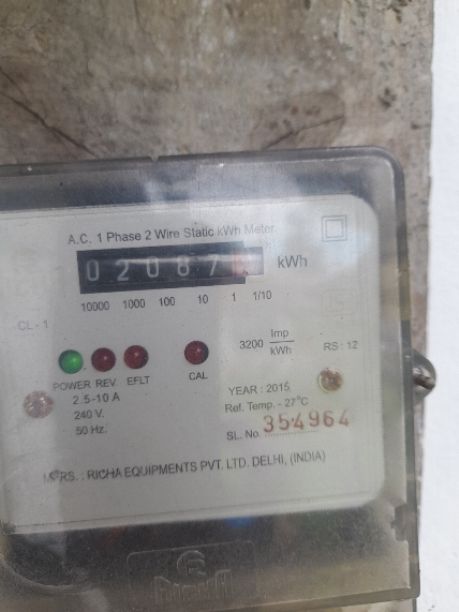 A.C. 1 Phase 2 Wire Static kWh Meter
02087 kWh
10000 1000 100 10 1 1/10
CL - 1
3200 Imp/kWh
RS : 12
POWER REV EFLT CAL
2.5-10 A
240 V.
50 Hz.
YEAR : 2015
Ref. Temp. - 27°C
SL. No. 354964
MFRS. : RICHA EQUIPMENTS PVT. LTD. DELHI, (INDIA)